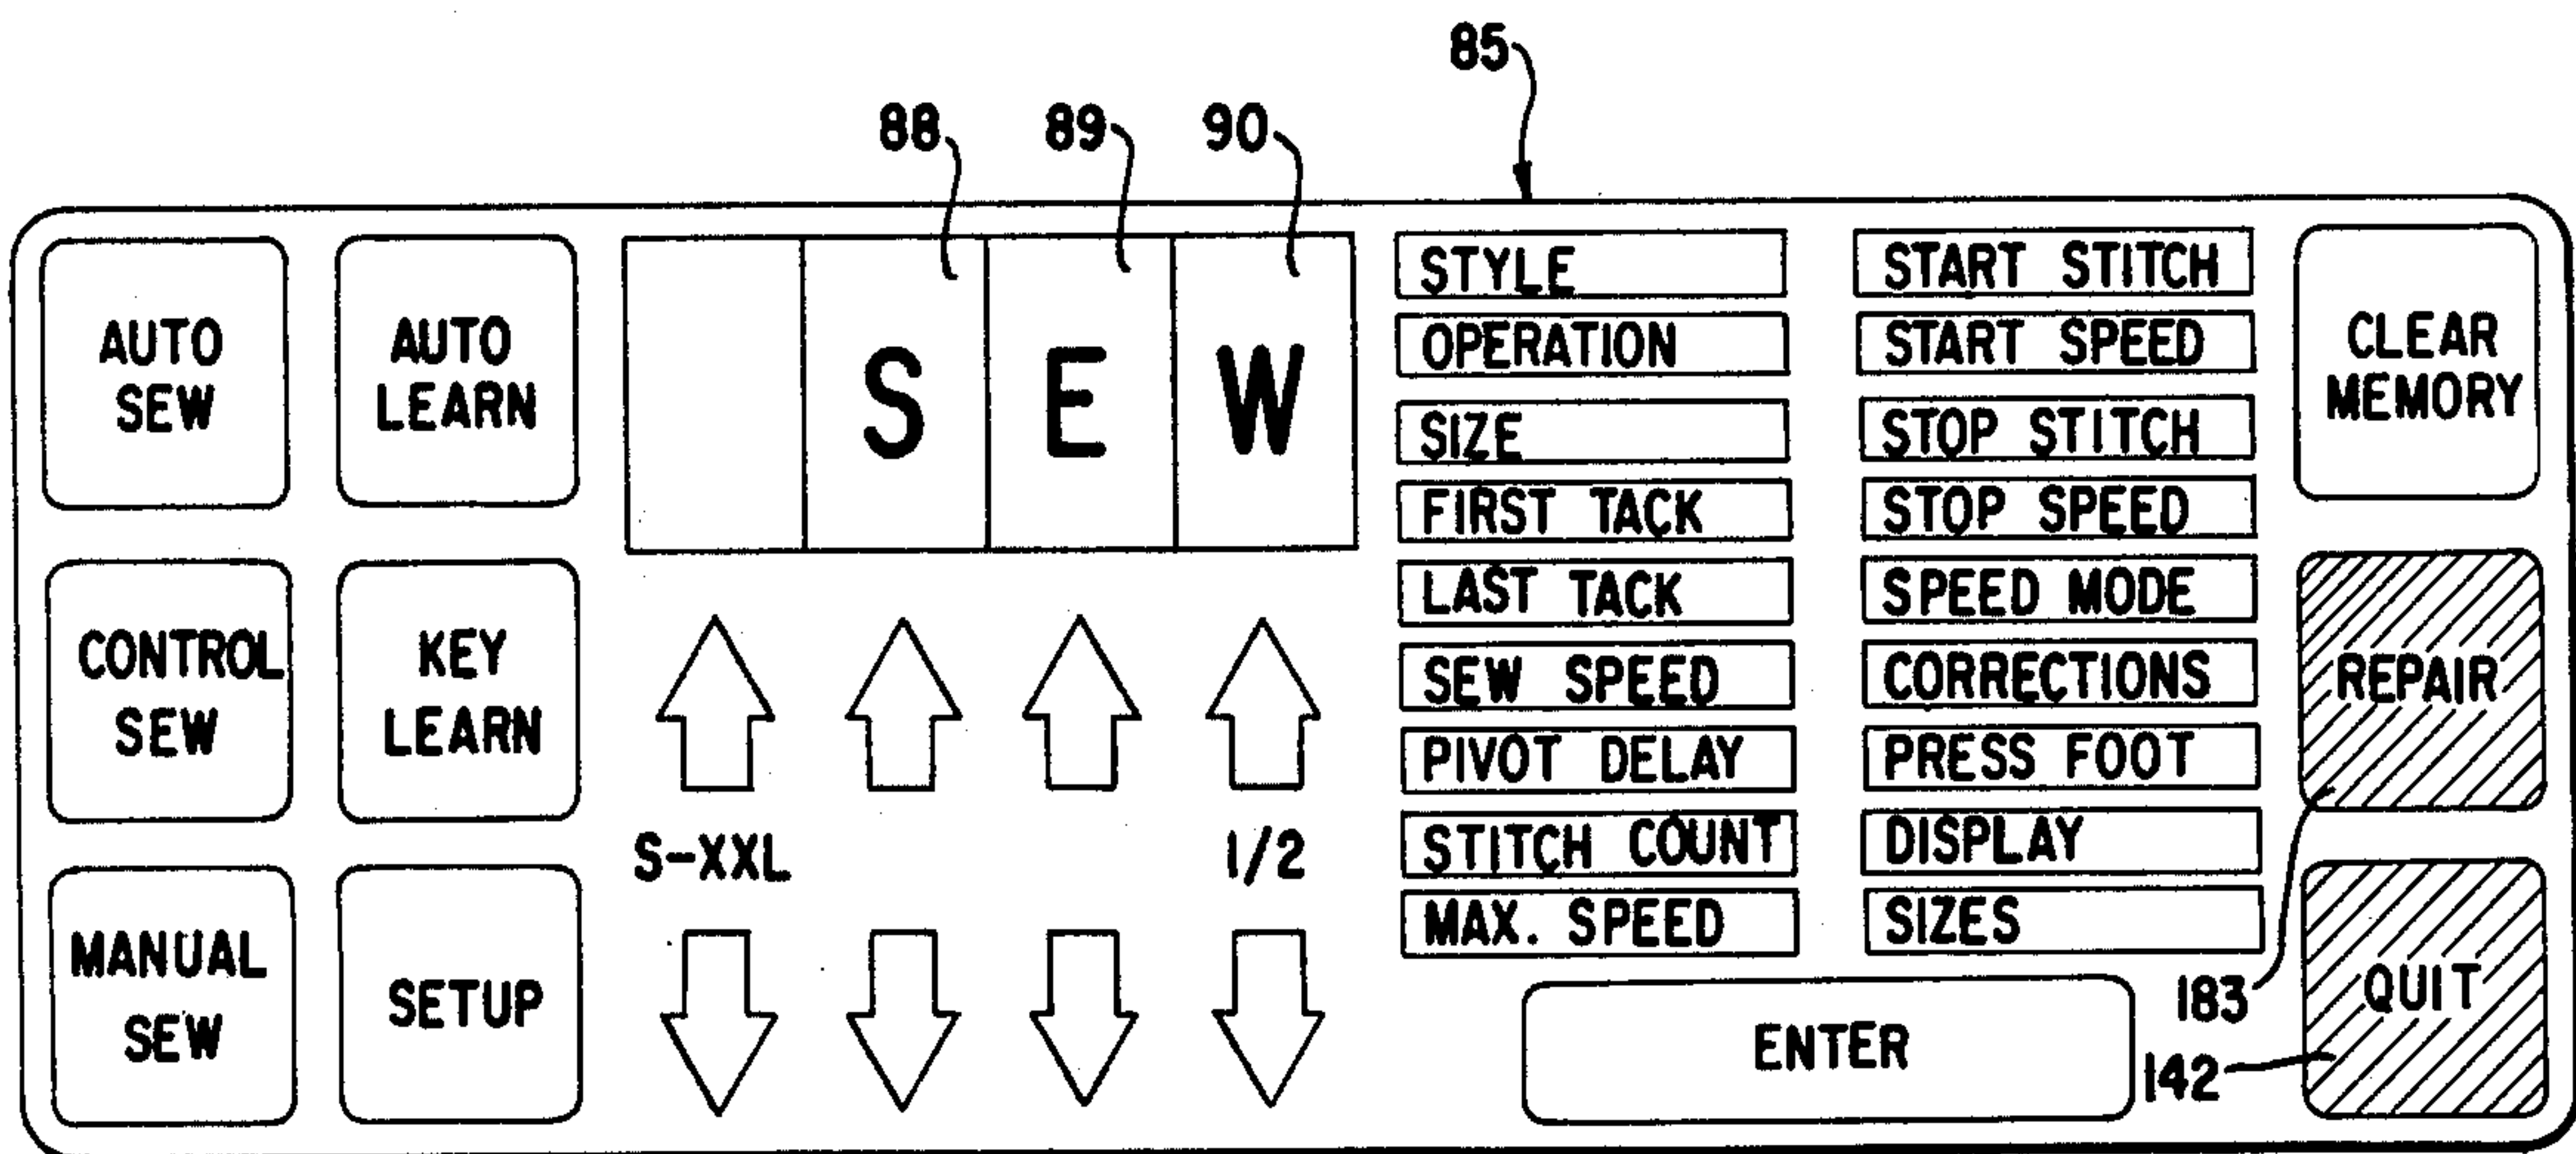 85
88 89 90
AUTO
SEW
AUTO
LEARN
CONTROL
SEW
KEY
LEARN
MANUAL
SEW
SETUP
S E W
S-XXL
1/2
STYLE
OPERATION
SIZE
FIRST TACK
LAST TACK
SEW SPEED
PIVOT DELAY
STITCH COUNT
MAX. SPEED
START STITCH
START SPEED
STOP STITCH
STOP SPEED
SPEED MODE
CORRECTIONS
PRESS FOOT
DISPLAY
SIZES
ENTER
CLEAR
MEMORY
REPAIR
183
QUIT
142